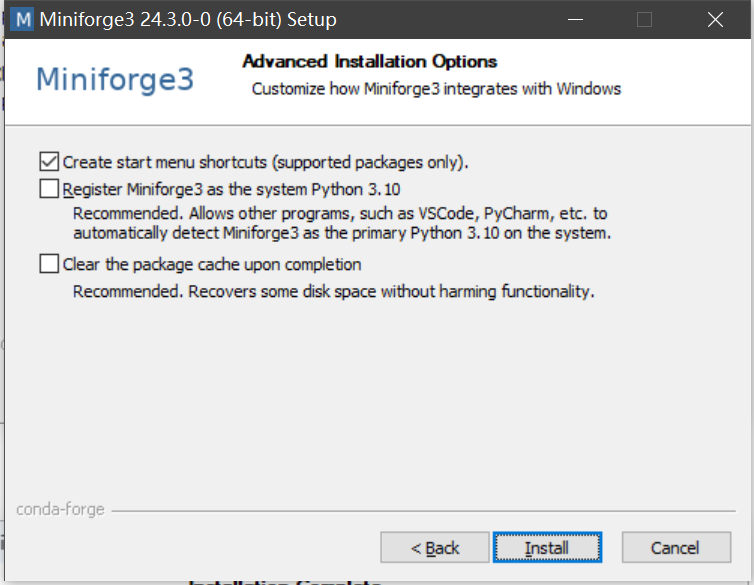 M Miniforge3 24.3.0-0 (64-bit) Setup
Miniforge3
Advanced Installation Options
Customize how Miniforge3 integrates with Windows
Create start menu shortcuts (supported packages only).
Register Miniforge3 as the system Python 3.10
Recommended. Allows other programs, such as VSCode, PyCharm, etc. to
automatically detect Miniforge3 as the primary Python 3.10 on the system.
Clear the package cache upon completion
Recommended. Recovers some disk space without harming functionality.
conda-forge
< Back
Install
Cancel
Installation Complete